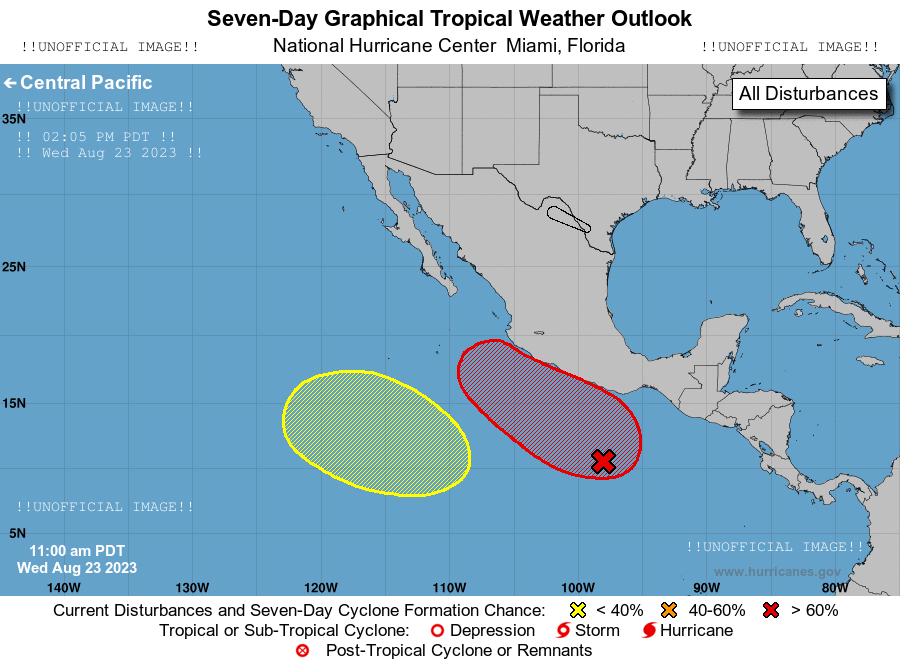 Seven-Day Graphical Tropical Weather Outlook
!!UNOFFICIAL IMAGE!! National Hurricane Center Miami, Florida !!UNOFFICIAL IMAGE!!
← Central Pacific
All Disturbances
!!UNOFFICIAL IMAGE!!
35N
!! 02:05 PM PDT !!
!! Wed Aug 23 2023 !!
25N
15N
!!UNOFFICIAL IMAGE!!
5N
11:00 am PDT
!!UNOFFICIAL IMAGE!!
Wed Aug 23 2023
www.hurricanes.gov
140W 130W 120W 110W 100W 90W 80W
Current Disturbances and Seven-Day Cyclone Formation Chance: < 40% 40-60% > 60%
Tropical or Sub-Tropical Cyclone: Depression Storm Hurricane
Post-Tropical Cyclone or Remnants